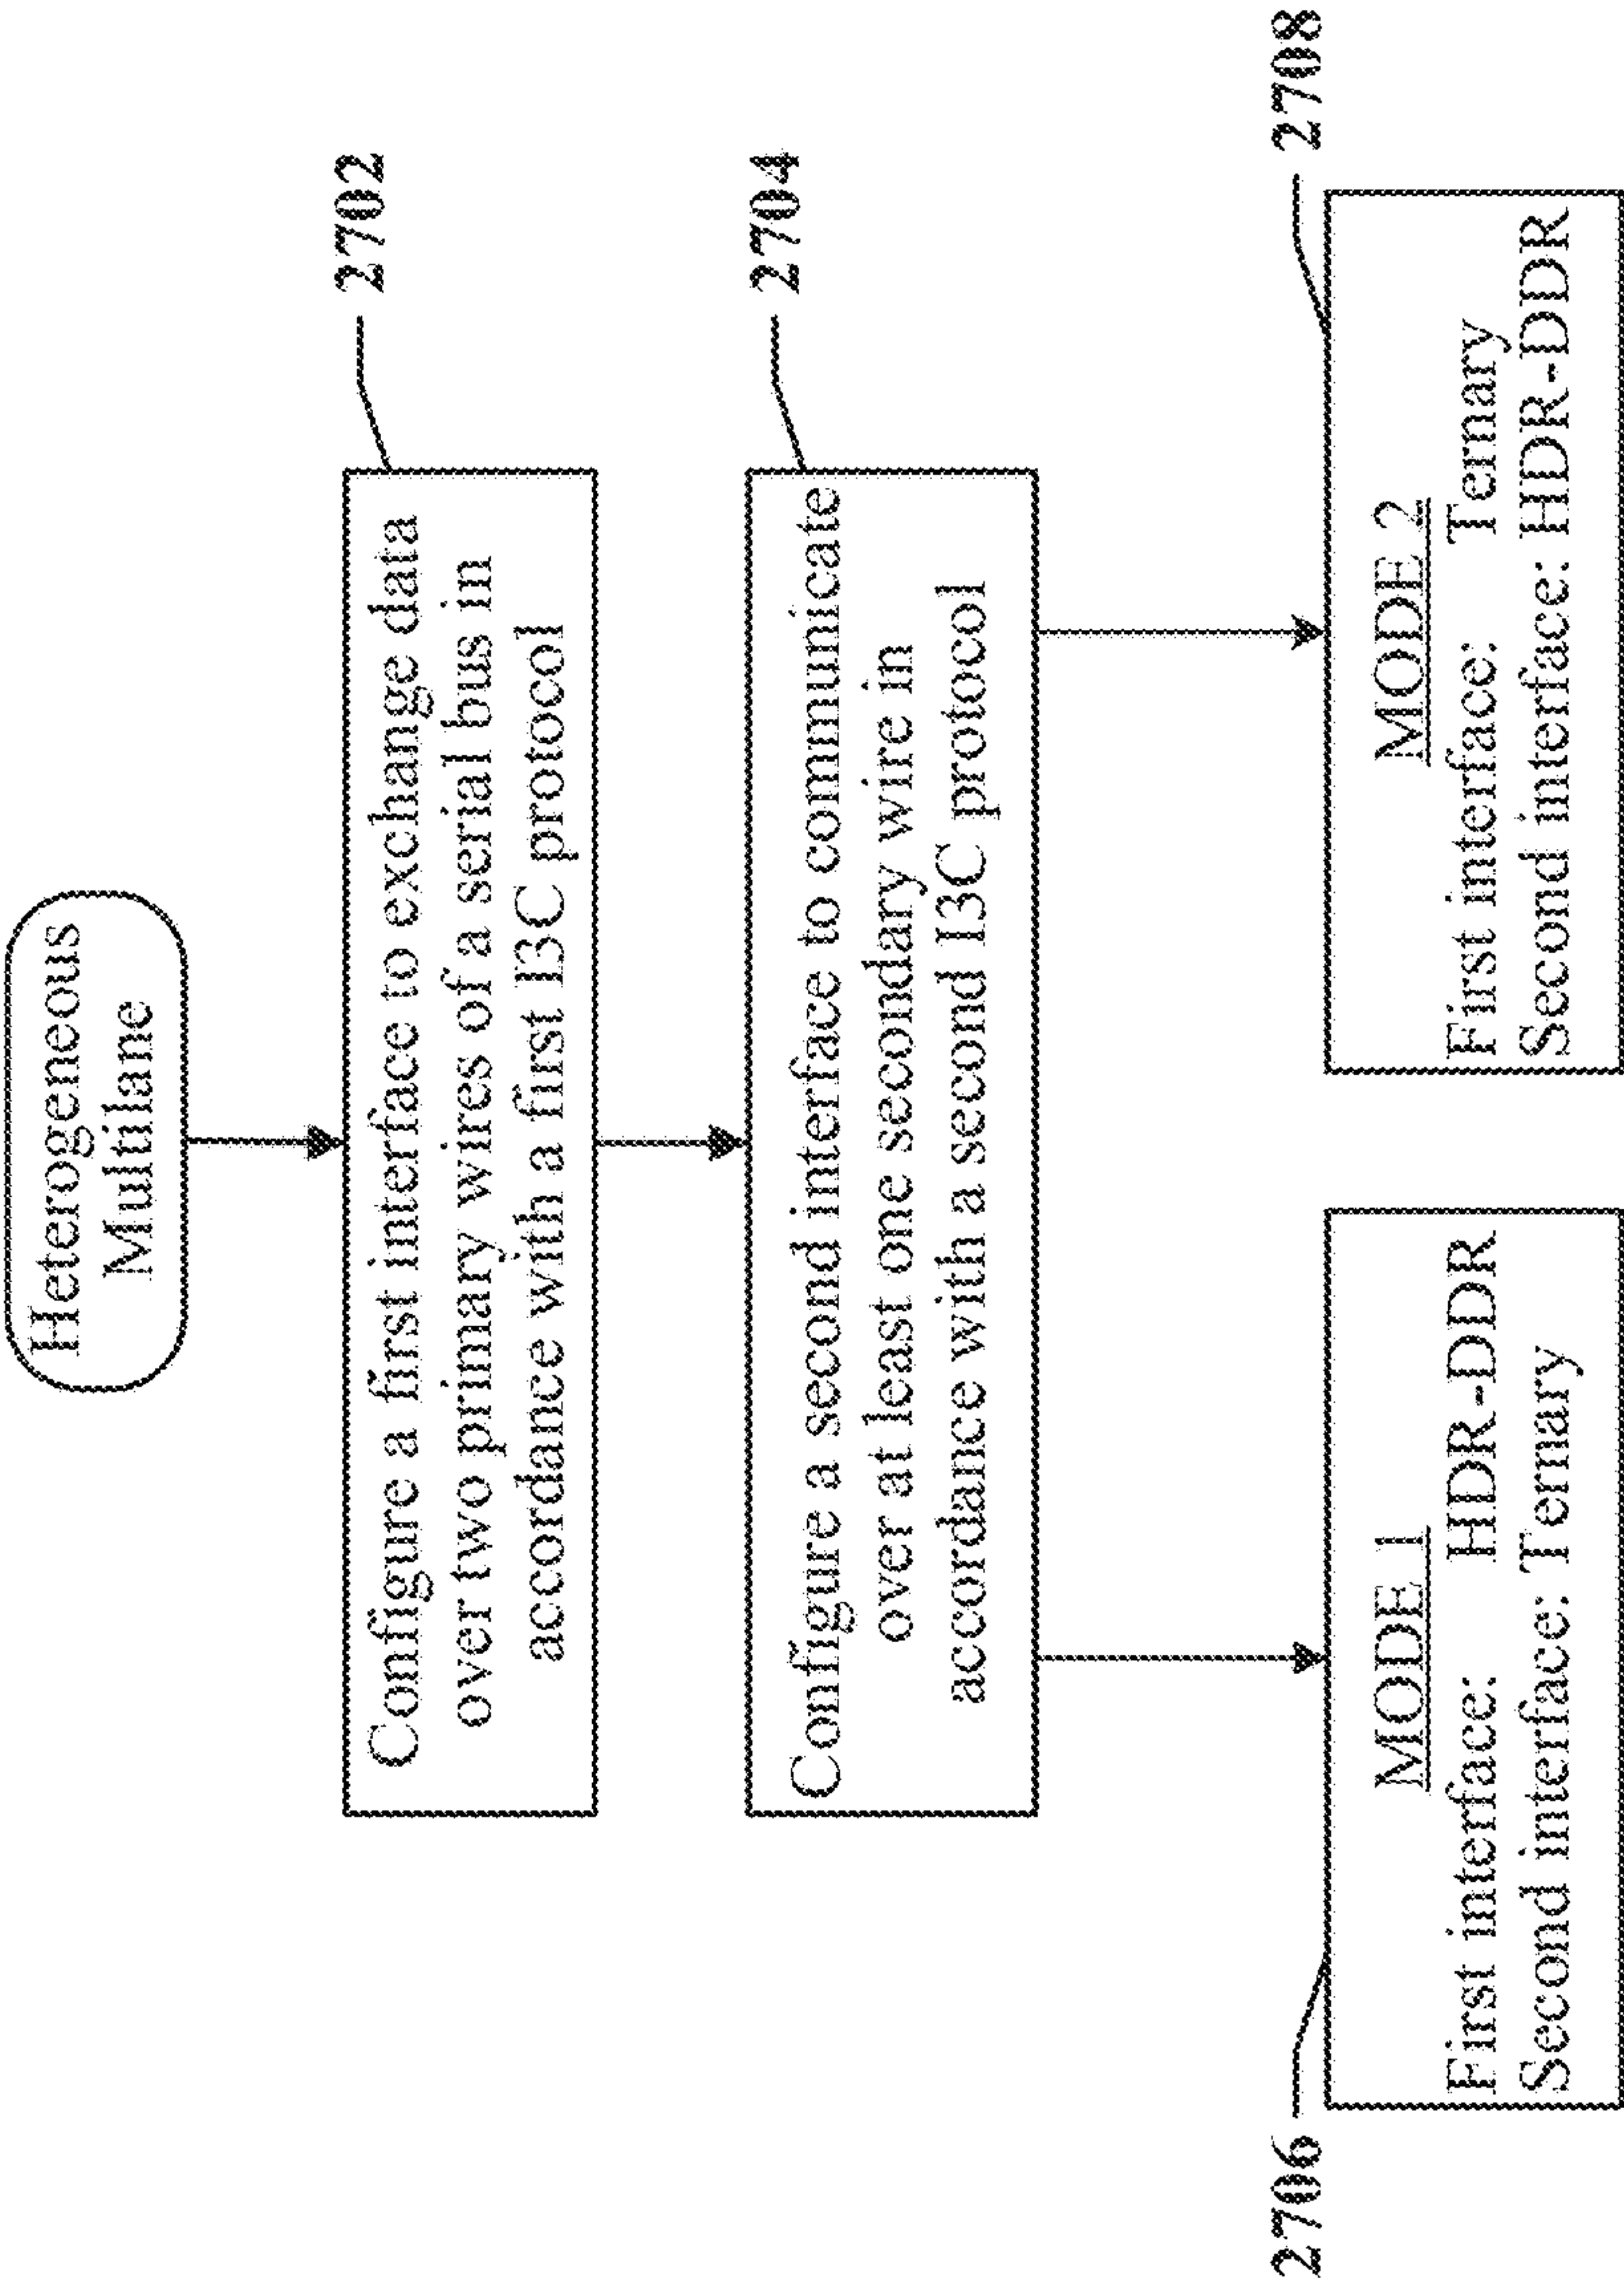 Heterogeneous
Multilane
2702
Configure a first interface to exchange data
over two primary wires of a serial bus in
accordance with a first I3C protocol
2704
Configure a second interface to communicate
over at least one secondary wire in
accordance with a second I3C protocol
2706
MODE 1
First interface: HDR-DDR
Second interface: Ternary
2708
MODE 2
First interface: Ternary
Second interface: HDR-DDR